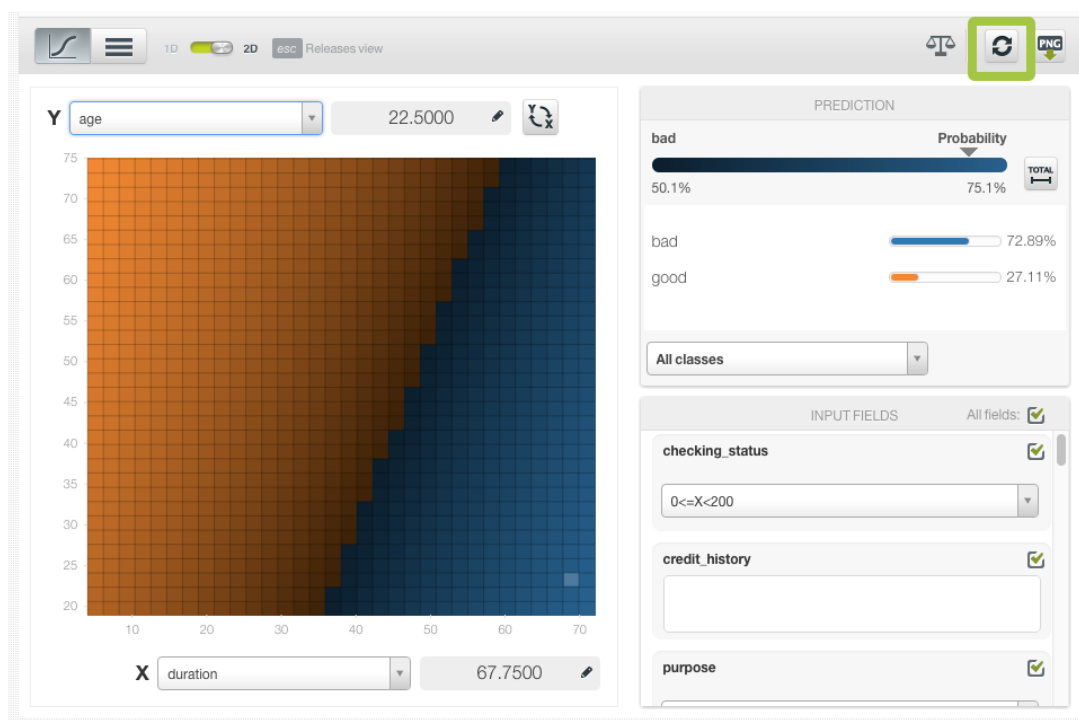 1D 2D esc Releases view PNG
Y age 22.5000 Y X
75
70
65
60
55
50
45
40
35
30
25
20
10 20 30 40 50 60 70
X duration 67.7500
PREDICTION
bad Probability
TOTAL
50.1% 75.1%
bad 72.89%
good 27.11%
All classes
INPUT FIELDS All fields:
checking_status
0<=X<200
credit_history
purpose